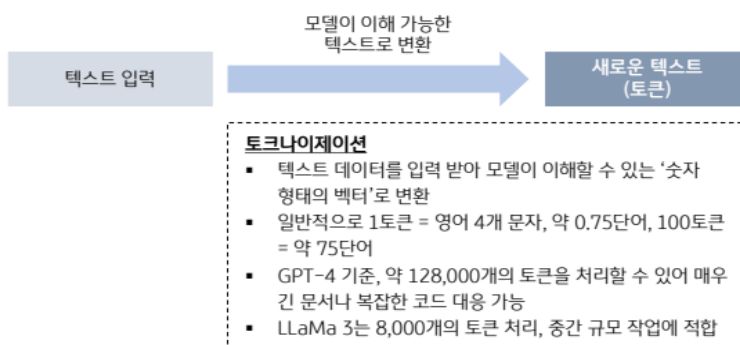 모델이 이해 가능한
텍스트로 변환
텍스트 입력
새로운 텍스트
(토큰)
토크나이제이션
▪ 텍스트 데이터를 입력 받아 모델이 이해할 수 있는 ‘숫자
형태의 벡터’로 변환
▪ 일반적으로 1토큰 = 영어 4개 문자, 약 0.75단어, 100토큰
= 약 75단어
▪ GPT-4 기준, 약 128,000개의 토큰을 처리할 수 있어 매우
긴 문서나 복잡한 코드 대응 가능
▪ LLaMa 3는 8,000개의 토큰 처리, 중간 규모 작업에 적합